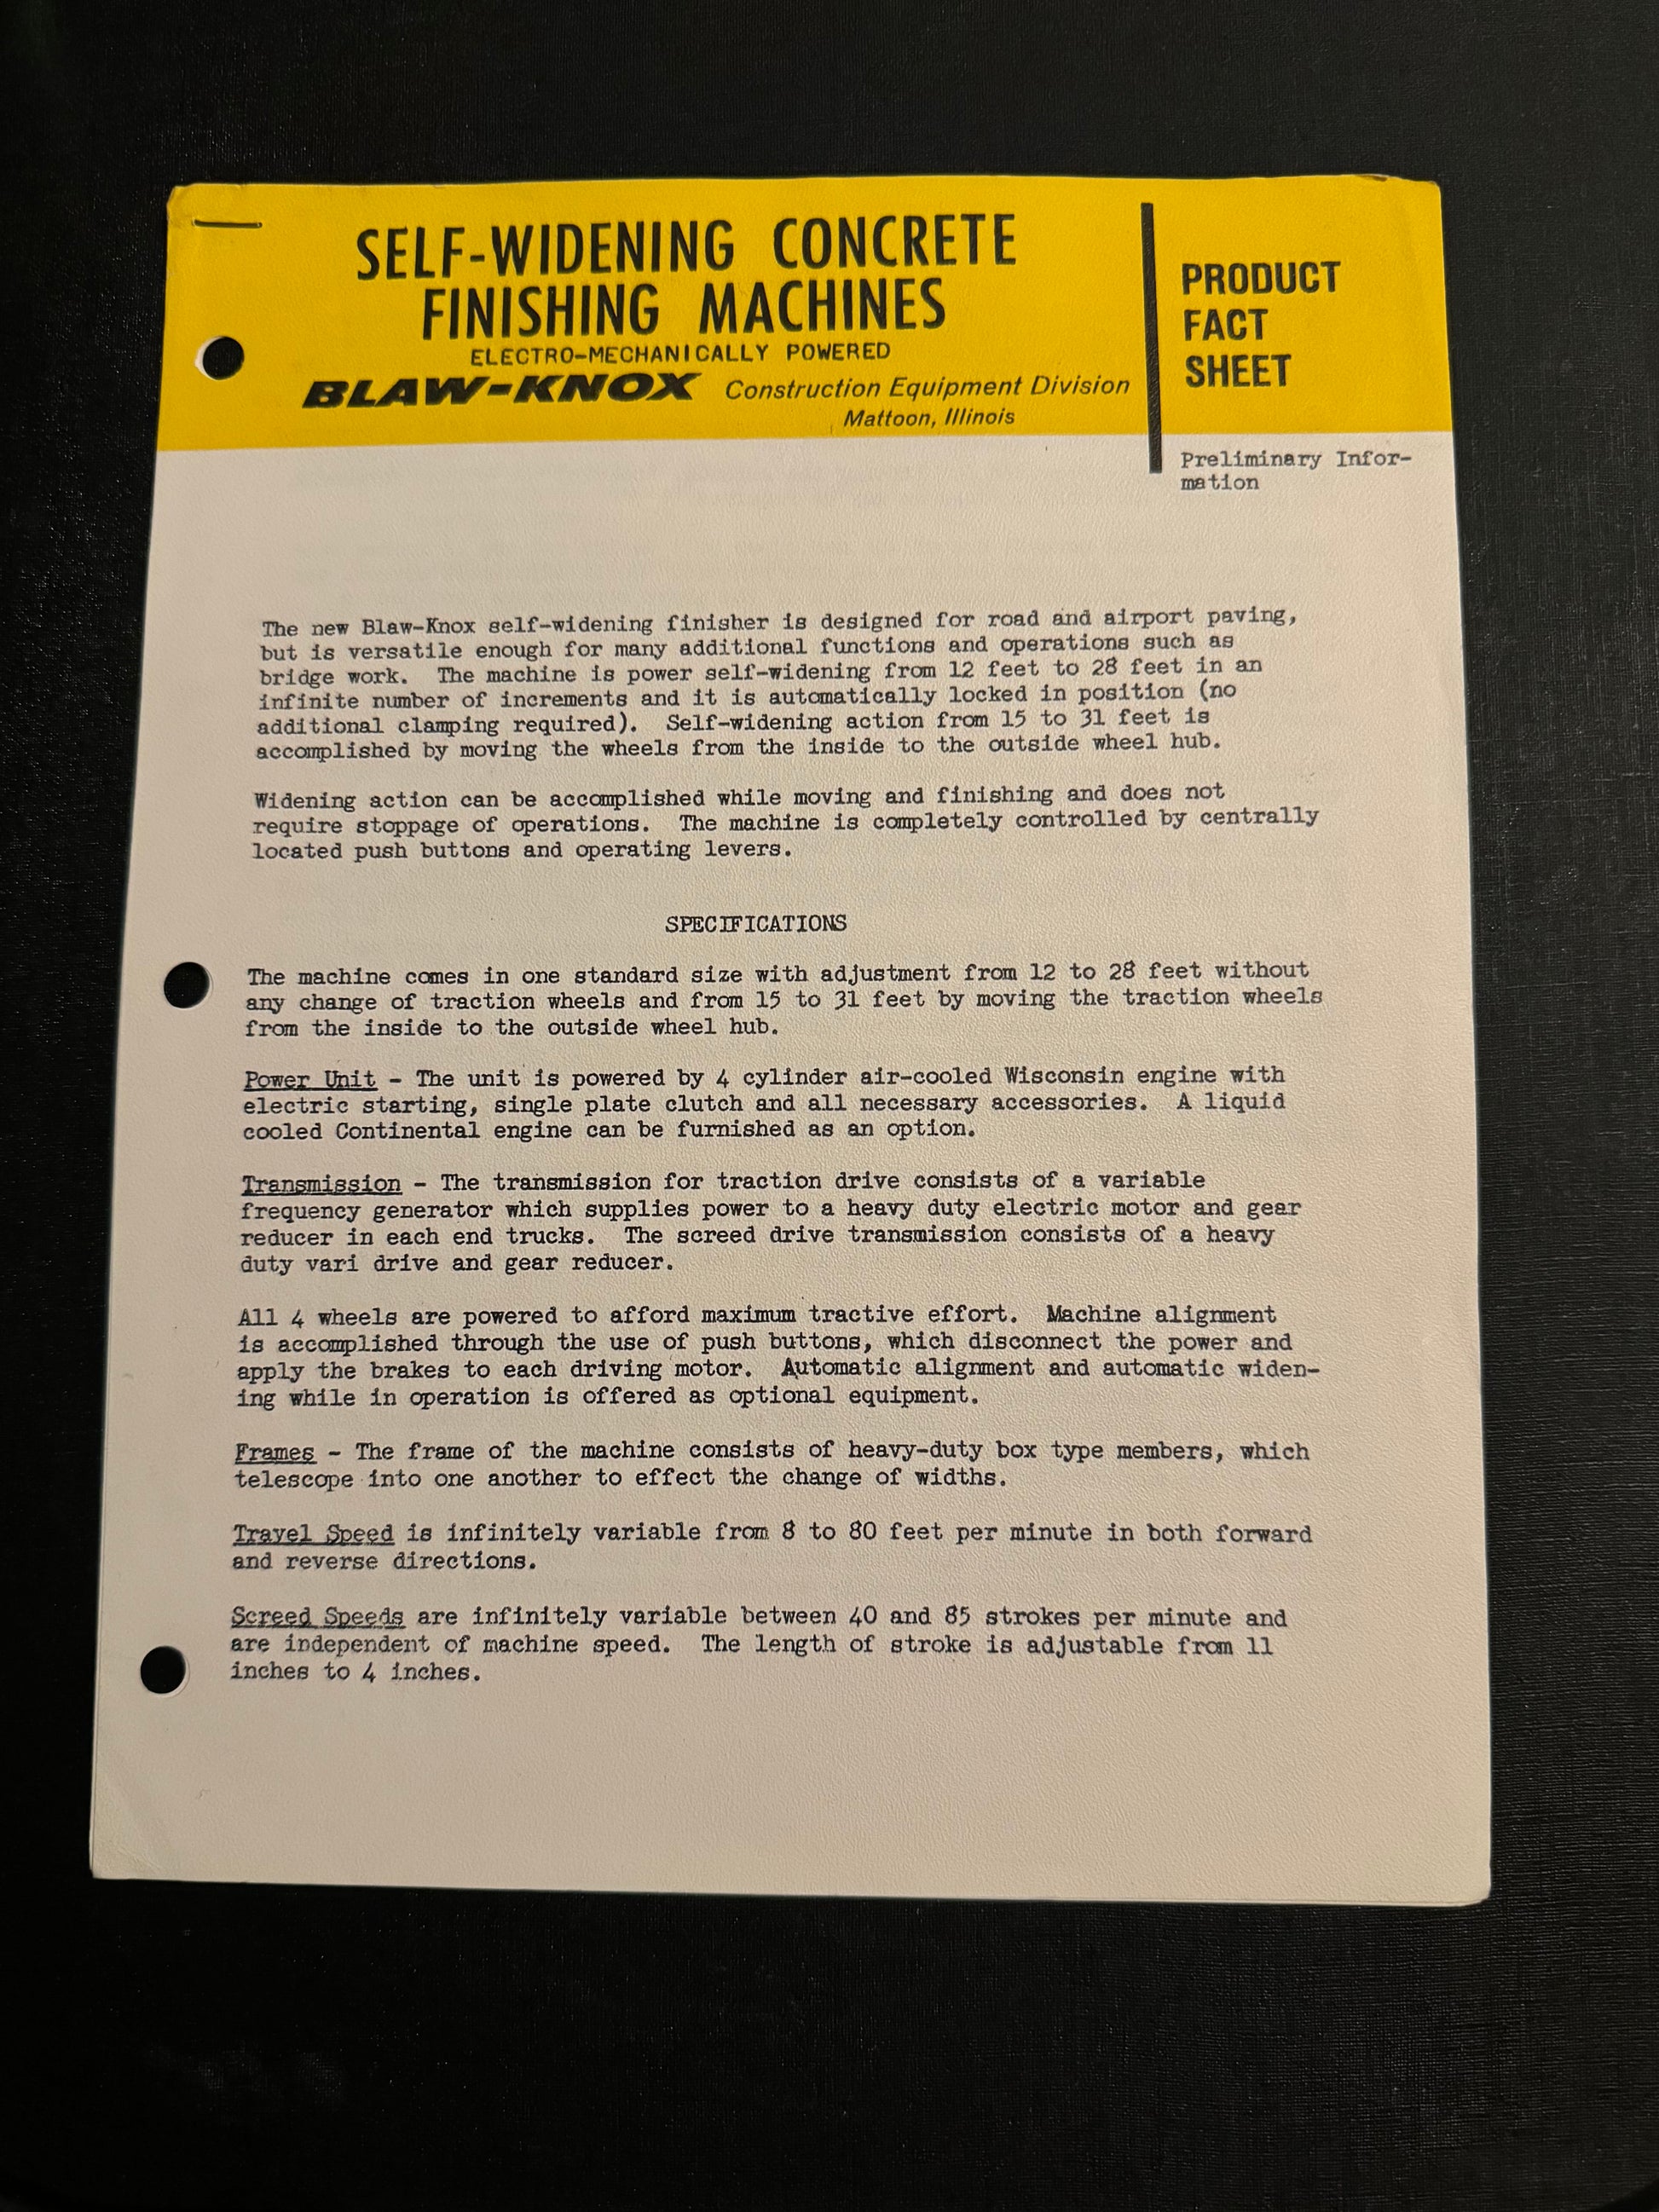 SELF-WIDENING CONCRETE
FINISHING MACHINES
ELECTRO-MECHANICALLY POWERED
BLAW-KNOX Construction Equipment Division
Mattoon, Illinois
PRODUCT
FACT
SHEET
Preliminary Infor-
mation
The new Blaw-Knox self-widening finisher is designed for road and airport paving,
but is versatile enough for many additional functions and operations such as
bridge work. The machine is power self-widening from 12 feet to 28 feet in an
infinite number of increments and it is automatically locked in position (no
additional clamping required). Self-widening action from 15 to 31 feet is
accomplished by moving the wheels from the inside to the outside wheel hub.
Widening action can be accomplished while moving and finishing and does not
require stoppage of operations. The machine is completely controlled by centrally
located push buttons and operating levers.
SPECIFICATIONS
The machine comes in one standard size with adjustment from 12 to 28 feet without
any change of traction wheels and from 15 to 31 feet by moving the traction wheels
from the inside to the outside wheel hub.
Power Unit - The unit is powered by 4 cylinder air-cooled Wisconsin engine with
electric starting, single plate clutch and all necessary accessories. A liquid
cooled Continental engine can be furnished as an option.
Transmission - The transmission for traction drive consists of a variable
frequency generator which supplies power to a heavy duty electric motor and gear
reducer in each end trucks. The screed drive transmission consists of a heavy
duty vari drive and gear reducer.
All 4 wheels are powered to afford maximum tractive effort. Machine alignment
is accomplished through the use of push buttons, which disconnect the power and
apply the brakes to each driving motor. Automatic alignment and automatic widen-
ing while in operation is offered as optional equipment.
Frames - The frame of the machine consists of heavy-duty box type members, which
telescope into one another to effect the change of widths.
Travel Speed is infinitely variable from 8 to 80 feet per minute in both forward
and reverse directions.
Screed Speeds are infinitely variable between 40 and 85 strokes per minute and
are independent of machine speed. The length of stroke is adjustable from 11
inches to 4 inches.